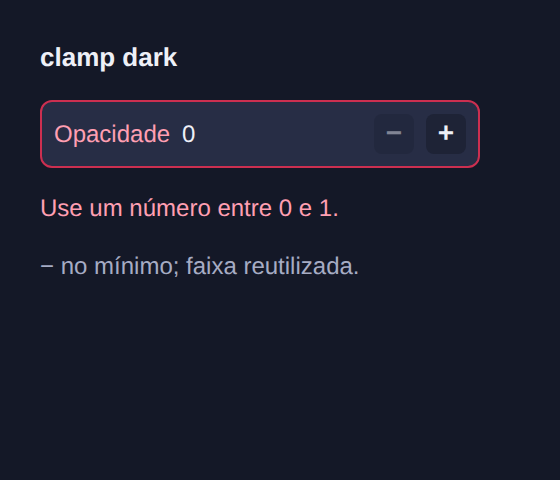 clamp dark
Opacidade 0 − +
Use um número entre 0 e 1.
− no mínimo; faixa reutilizada.